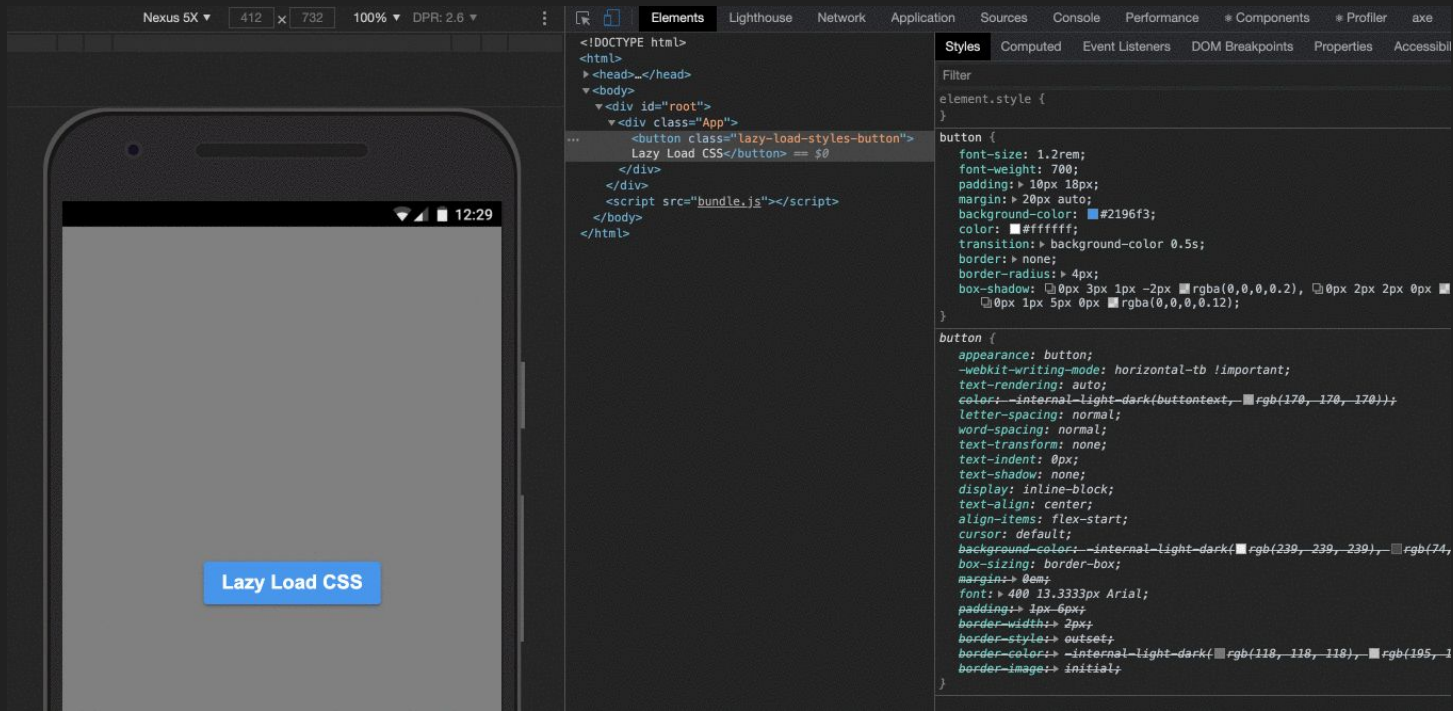 Nexus 5X ▼ 412 × 732 100% ▼ DPR: 2.6 ▼
Elements Lighthouse Network Application Sources Console Performance Components Profiler axe
12:29
Lazy Load CSS
<!DOCTYPE html>
<html>
<head>…</head>
<body>
<div id="root">
<div class="App">
<button class="lazy-load-styles-button">
Lazy Load CSS</button> == $0
</div>
</div>
<script src="bundle.js"></script>
</body>
</html>
Styles Computed Event Listeners DOM Breakpoints Properties Accessibil
Filter
element.style {
}
button {
font-size: 1.2rem;
font-weight: 700;
padding: 10px 18px;
margin: 20px auto;
background-color: #2196f3;
color: #ffffff;
transition: background-color 0.5s;
border: none;
border-radius: 4px;
box-shadow: 0px 3px 1px -2px rgba(0,0,0,0.2), 0px 2px 2px 0px
0px 1px 5px 0px rgba(0,0,0,0.12);
}
button {
appearance: button;
-webkit-writing-mode: horizontal-tb !important;
text-rendering: auto;
color: -internal-light-dark(buttontext, rgb(170, 170, 170));
letter-spacing: normal;
word-spacing: normal;
text-transform: none;
text-indent: 0px;
text-shadow: none;
display: inline-block;
text-align: center;
align-items: flex-start;
cursor: default;
background-color: -internal-light-dark(rgb(239, 239, 239), rgb(74,
box-sizing: border-box;
margin: 0em;
font: 400 13.3333px Arial;
padding: 1px 6px;
border-width: 2px;
border-style: outset;
border-color: -internal-light-dark(rgb(118, 118, 118), rgb(195, 1
border-image: initial;
}